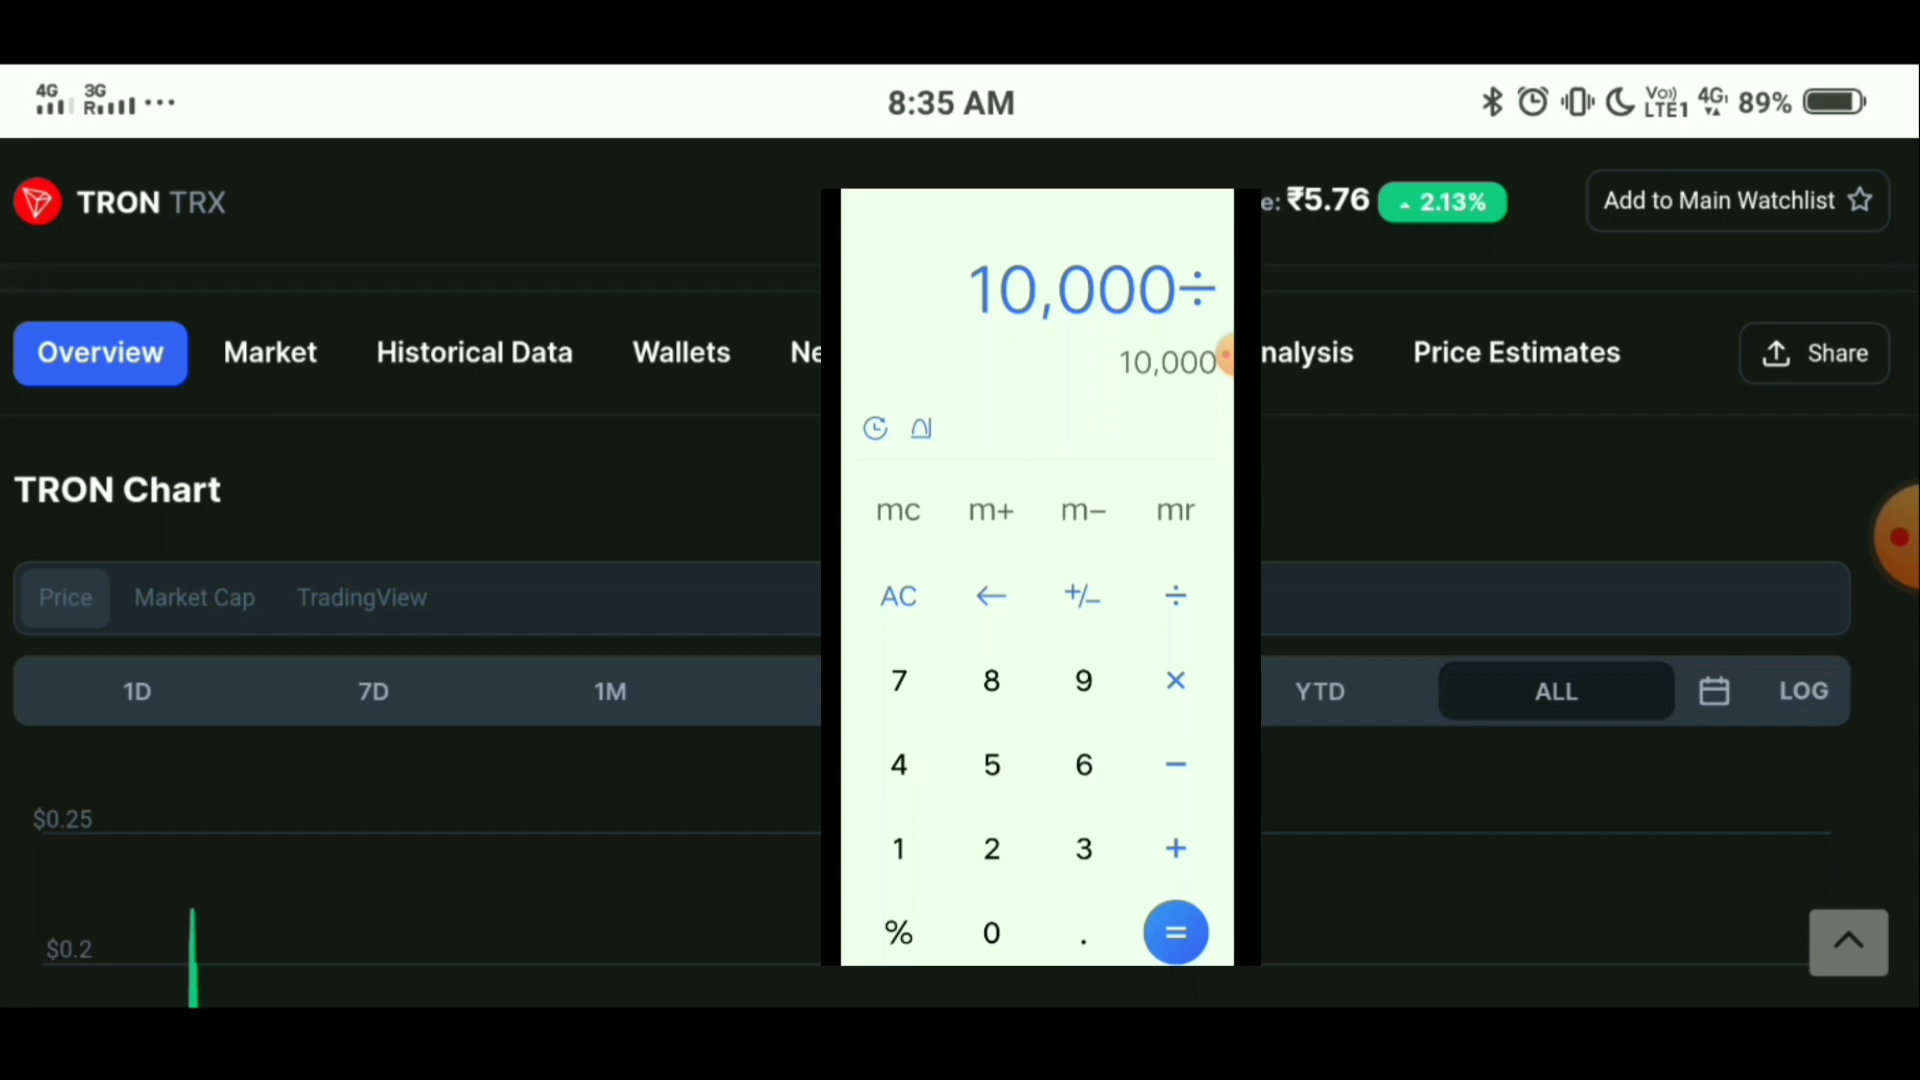 4G 3G R
8:35 AM
Vo)) LTE1 4G 89%
TRON TRX
e: ₹5.76 2.13%
Add to Main Watchlist
10,000÷
10,000
Overview Market Historical Data Wallets Ne
nalysis Price Estimates Share
TRON Chart
mc m+ m− mr
AC ← +/− ÷
Price Market Cap TradingView
7 8 9 ×
1D 7D 1M
YTD ALL LOG
4 5 6 −
1 2 3 +
$0.25
% 0 . =
$0.2